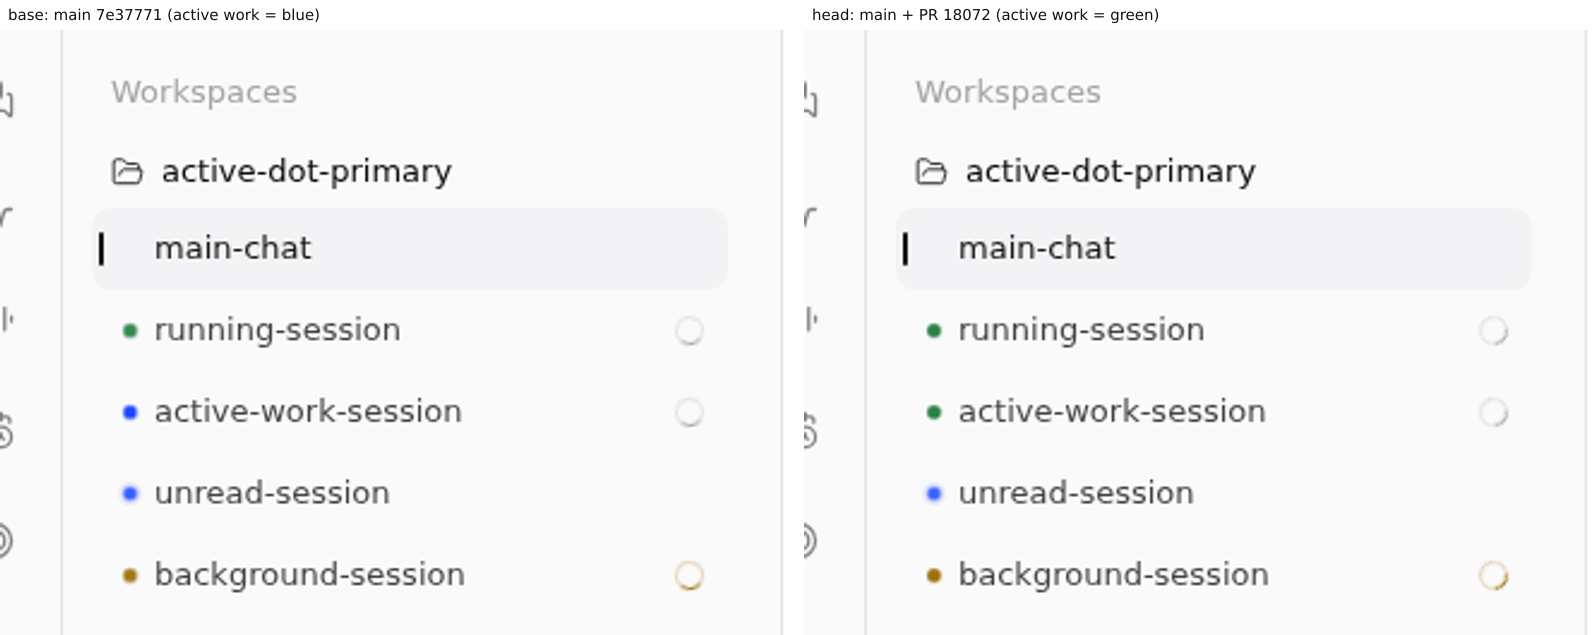 base: main 7e37771 (active work = blue)
Workspaces
active-dot-primary
main-chat
running-session
active-work-session
unread-session
background-session
head: main + PR 18072 (active work = green)
Workspaces
active-dot-primary
main-chat
running-session
active-work-session
unread-session
background-session